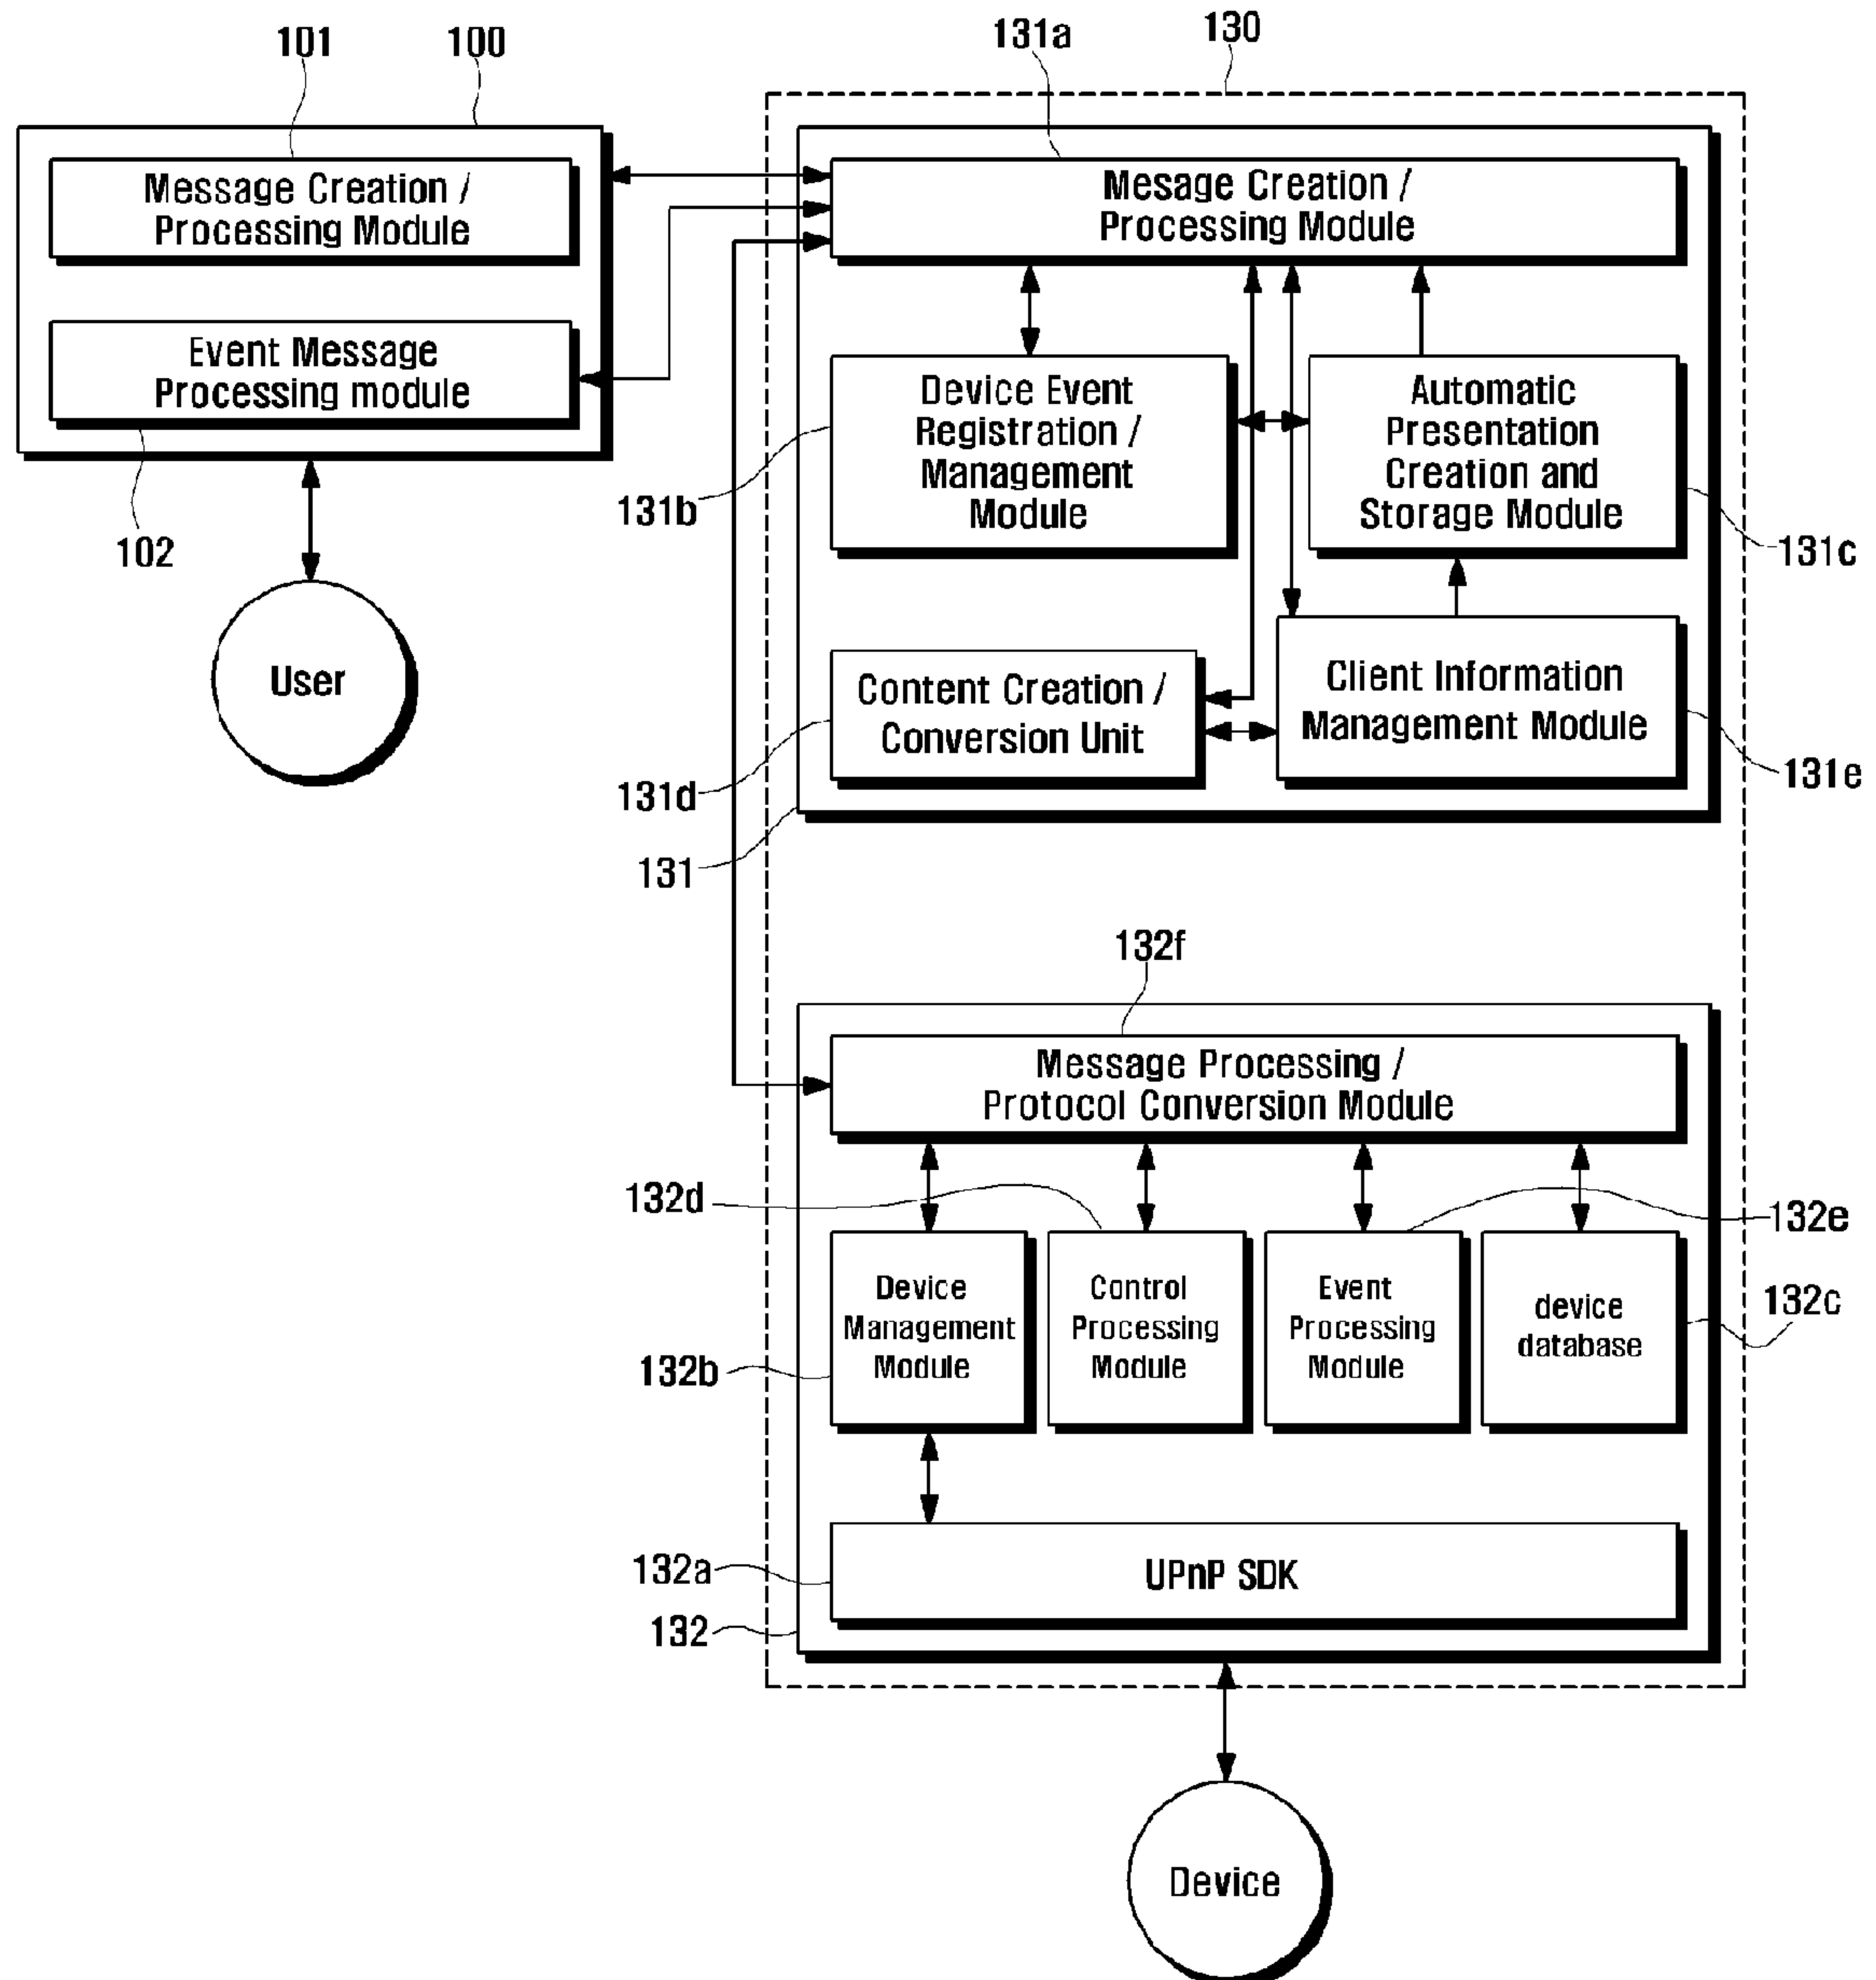 101
100
131a
130
Message Creation /
Processing Module
Mesage Creation /
Processing Module
Event Message
Processing module
Device Event
Registration /
Management
Module
Automatic
Presentation
Creation and
Storage Module
131b
102
131c
User
Content Creation /
Conversion Unit
Client Information
Management Module
131d
131e
131
132f
Message Processing /
Protocol Conversion Module
132d
132e
Device
Management
Module
Control
Processing
Module
Event
Processing
Module
device
database
132c
132b
UPnP SDK
132a
132
Device